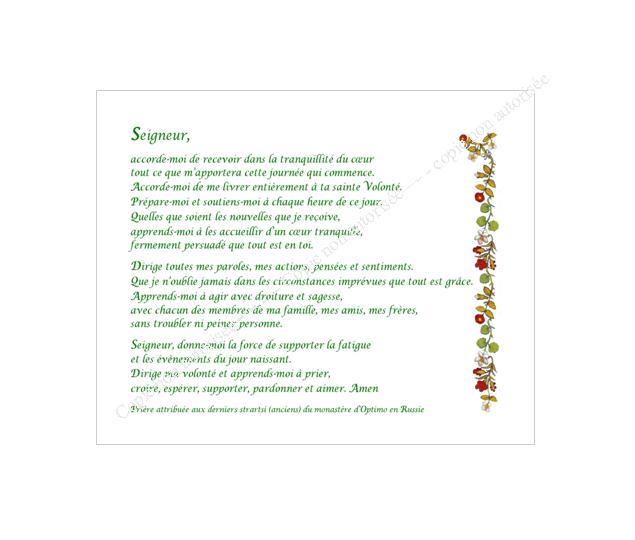 Seigneur,
accorde-moi de recevoir dans la tranquillité du cœur
tout ce que m'apportera cette journée qui commence.
Accorde-moi de me livrer entièrement à ta sainte Volonté.
Prépare-moi et soutiens-moi à chaque heure de ce jour.
Quelles que soient les nouvelles que je reçoive,
apprends-moi à les accueillir d'un cœur tranquille,
fermement persuadé que tout est en toi.
Dirige toutes mes paroles, mes actions, pensées et sentiments.
Que je n'oublie jamais dans les circonstances imprévues que tout est grâce.
Apprends-moi à agir avec droiture et sagesse,
avec chacun des membres de ma famille, mes amis, mes frères,
sans troubler ni peiner personne.
Seigneur, donne-moi la force de supporter la fatigue
et les évènements du jour naissant.
Dirige ma volonté et apprends-moi à prier,
croire, espérer, supporter, pardonner et aimer. Amen
Prière attribuée aux derniers strartsi (anciens) du monastère d'Optimo en Russie
Copie non autorisée - - - copie non autorisée - - - copie non autorisée